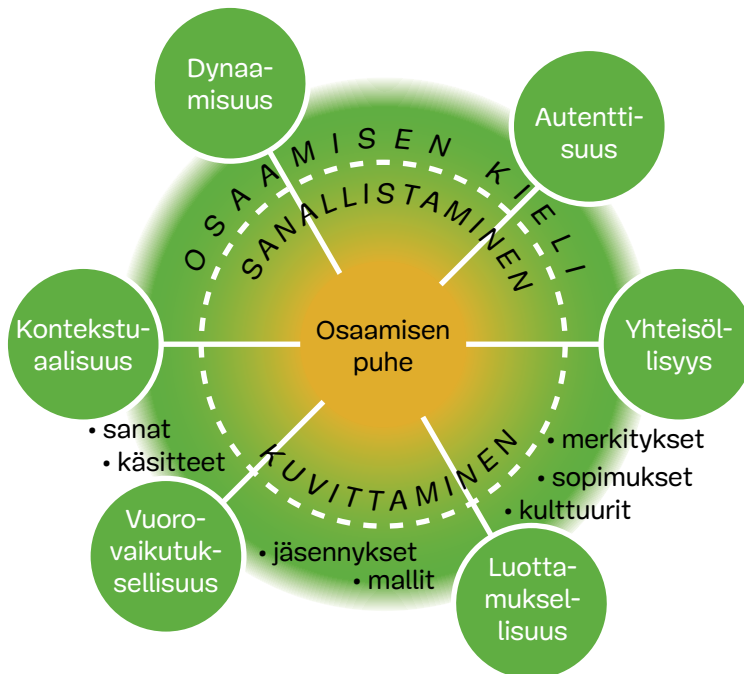 Dynaa-
misuus
Autentti-
suus
OSAAMISEN KIELI
SANALLISTAMINEN
Kontekstu-
aalisuus
Osaamisen
puhe
Yhteisöl-
lisyys
• sanat
• käsitteet
KUVITTAMINEN
• merkitykset
• sopimukset
• kulttuurit
Vuoro-
vaikutuk-
sellisuus
• jäsennykset
• mallit
Luotta-
muksel-
lisuus